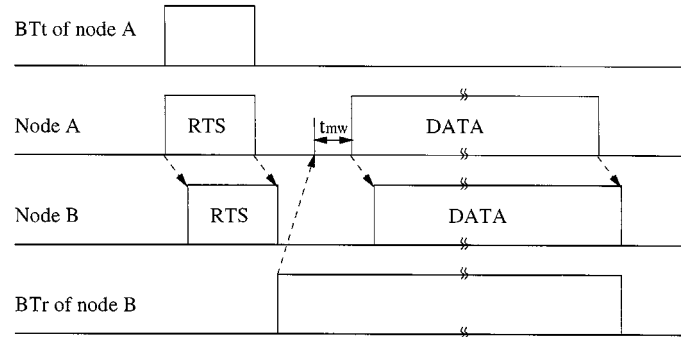 BTt of node A
Node A
RTS
tmw
DATA
Node B
RTS
DATA
BTr of node B